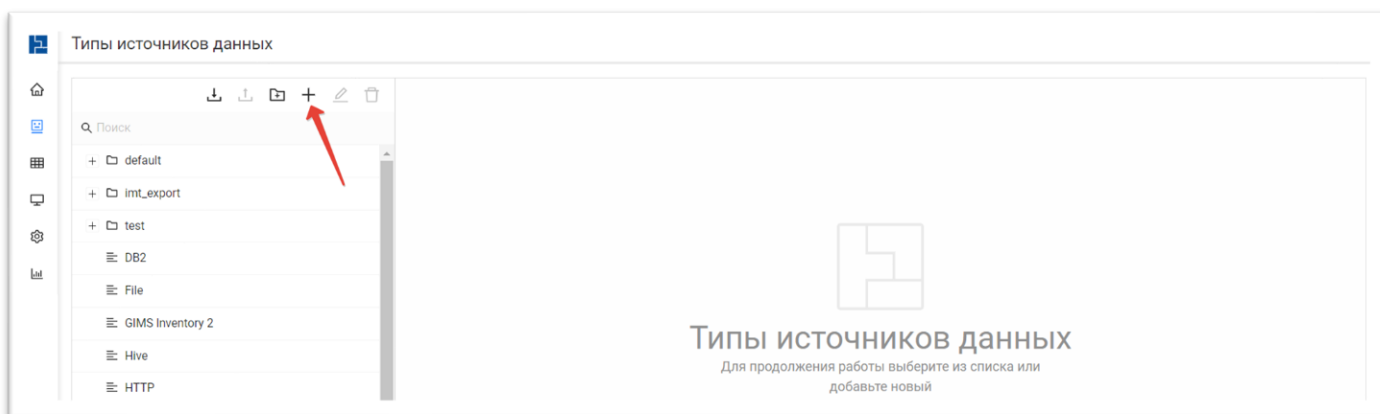 Типы источников данных
Поиск
default
imt_export
test
DB2
File
GIMS Inventory 2
Hive
HTTP
Типы источников данных
Для продолжения работы выберите из списка или
добавьте новый